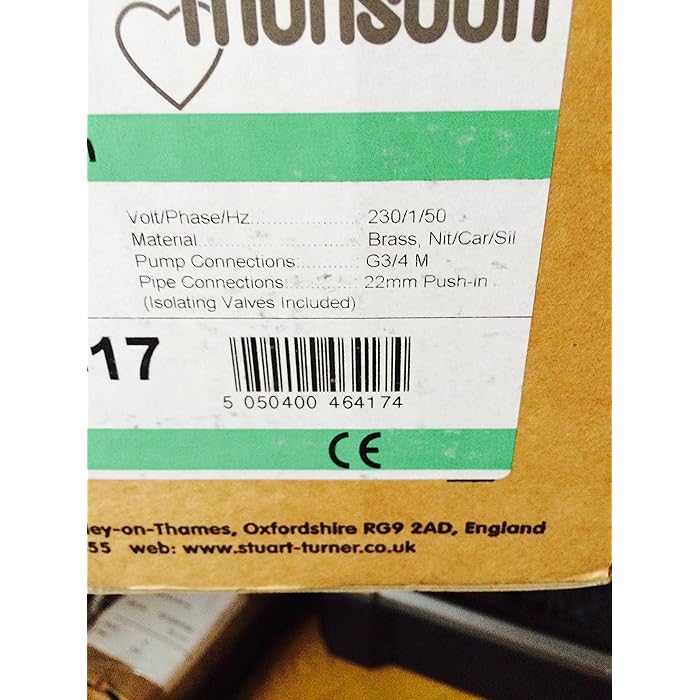 monsoon
Volt/Phase/Hz.................... 230/1/50
Material.......................... Brass, Nit/Car/Sil
Pump Connections:........... G3/4 M
Pipe Connections:............. 22mm Push-in
(Isolating Valves Included)
17
5 050400 464174
CE
ey-on-Thames, Oxfordshire RG9 2AD, England
55 web: www.stuart-turner.co.uk